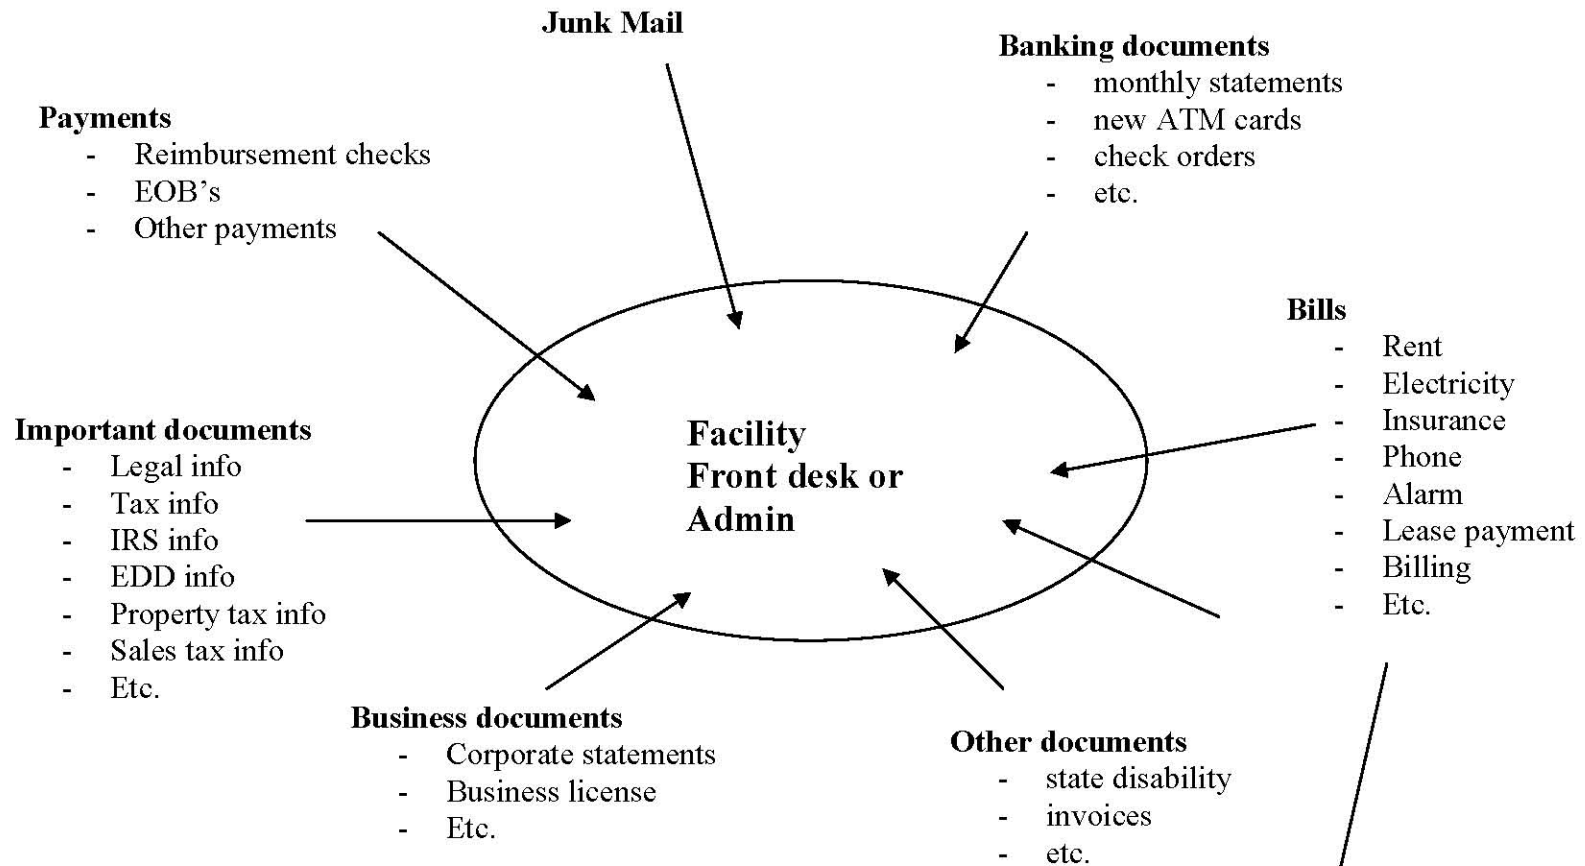 Junk Mail
Banking documents
- monthly statements
- new ATM cards
- check orders
- etc.
Payments
- Reimbursement checks
- EOB’s
- Other payments
Bills
- Rent
- Electricity
- Insurance
- Phone
- Alarm
- Lease payment
- Billing
- Etc.
Facility
Front desk or
Admin
Important documents
- Legal info
- Tax info
- IRS info
- EDD info
- Property tax info
- Sales tax info
- Etc.
Business documents
- Corporate statements
- Business license
- Etc.
Other documents
- state disability
- invoices
- etc.